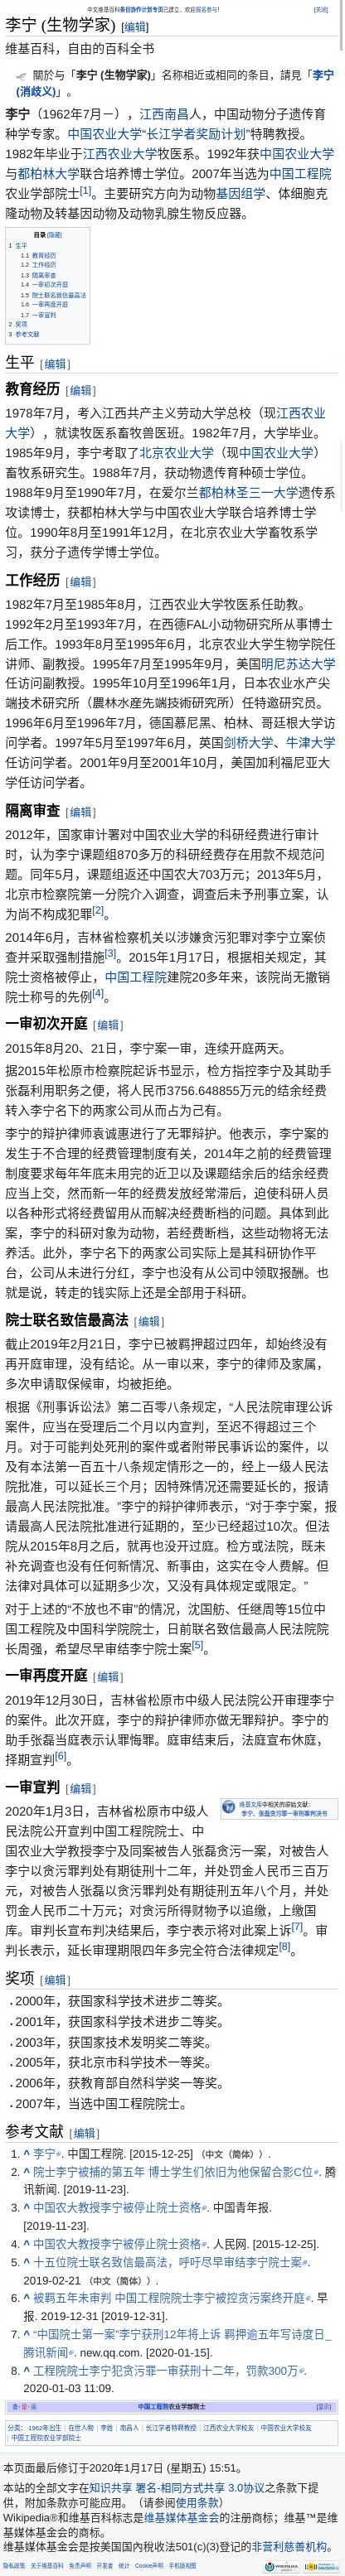 中文维基百科条目协作计划专页已建立，欢迎报名参与！ [关闭]
李宁 (生物学家) [编辑]
维基百科，自由的百科全书
關於与「李宁 (生物学家)」名称相近或相同的条目，請見「李宁
(消歧义)」。
李宁（1962年7月－），江西南昌人，中国动物分子遗传育
种学专家。中国农业大学“长江学者奖励计划”特聘教授。
1982年毕业于江西农业大学牧医系。1992年获中国农业大学
与都柏林大学联合培养博士学位。2007年当选为中国工程院
农业学部院士[1]。主要研究方向为动物基因组学、体细胞克
隆动物及转基因动物及动物乳腺生物反应器。
目录 [隐藏]
1 生平
1.1 教育经历
1.2 工作经历
1.3 隔离审查
1.4 一审初次开庭
1.5 院士联名致信最高法
1.6 一审再度开庭
1.7 一审宣判
2 奖项
3 参考文献
生平 [编辑]
教育经历 [编辑]
1978年7月，考入江西共产主义劳动大学总校（现江西农业
大学），就读牧医系畜牧兽医班。1982年7月，大学毕业。
1985年9月，李宁考取了北京农业大学（现中国农业大学）
畜牧系研究生。1988年7月，获动物遗传育种硕士学位。
1988年9月至1990年7月，在爱尔兰都柏林圣三一大学遗传系
攻读博士，获都柏林大学与中国农业大学联合培养博士学
位。1990年8月至1991年12月，在北京农业大学畜牧系学
习，获分子遗传学博士学位。
工作经历 [编辑]
1982年7月至1985年8月，江西农业大学牧医系任助教。
1992年2月至1993年7月，在西德FAL小动物研究所从事博士
后工作。1993年8月至1995年6月，北京农业大学生物学院任
讲师、副教授。1995年7月至1995年9月，美国明尼苏达大学
任访问副教授。1995年10月至1996年1月，日本农业水产尖
端技术研究所（農林水産先端技術研究所）任特邀研究员。
1996年6月至1996年7月，德国慕尼黑、柏林、哥廷根大学访
问学者。1997年5月至1997年6月，英国剑桥大学、牛津大学
任访问学者。2001年9月至2001年10月，美国加利福尼亚大
学任访问学者。
隔离审查 [编辑]
2012年，国家审计署对中国农业大学的科研经费进行审计
时，认为李宁课题组870多万的科研经费存在用款不规范问
题。同年5月，课题组返还中国农大703万元；2013年5月，
北京市检察院第一分院介入调查，调查后未予刑事立案，认
为尚不构成犯罪[2]。
2014年6月，吉林省检察机关以涉嫌贪污犯罪对李宁立案侦
查并采取强制措施[3]。2015年1月17日，根据相关规定，其
院士资格被停止，中国工程院建院20多年来，该院尚无撤销
院士称号的先例[4]。
一审初次开庭 [编辑]
2015年8月20、21日，李宁案一审，连续开庭两天。
据2015年松原市检察院起诉书显示，检方指控李宁及其助手
张磊利用职务之便，将人民币3756.648855万元的结余经费
转入李宁名下的两家公司从而占为己有。
李宁的辩护律师袁诚惠进行了无罪辩护。他表示，李宁案的
发生于不合理的经费管理制度有关，2014年之前的经费管理
制度要求每年年底未用完的近卫以及课题结余后的结余经费
应当上交，然而新一年的经费发放经常滞后，迫使科研人员
以各种形式将经费留用从而解决经费断档的问题。具体到此
案，李宁的科研对象为动物，若经费断档，这些动物将无法
养活。此外，李宁名下的两家公司实际上是其科研协作平
台，公司从未进行分红，李宁也没有从公司中领取报酬。也
就是说，转走的钱实际上还是全部用于科研。
院士联名致信最高法 [编辑]
截止2019年2月21日，李宁已被羁押超过四年，却始终没有
再开庭审理，没有结论。从一审以来，李宁的律师及家属，
多次申请取保候审，均被拒绝。
根据《刑事诉讼法》第二百零八条规定，“人民法院审理公诉
案件，应当在受理后二个月以内宣判，至迟不得超过三个
月。对于可能判处死刑的案件或者附带民事诉讼的案件，以
及有本法第一百五十八条规定情形之一的，经上一级人民法
院批准，可以延长三个月；因特殊情况还需要延长的，报请
最高人民法院批准。”李宁的辩护律师表示，“对于李宁案，报
请最高人民法院批准进行延期的，至少已经超过10次。但法
院从2015年8月之后，就再也没开过庭。检方或法院，既未
补充调查也没有任何新情况、新事由，这实在令人费解。但
法律对具体可以延期多少次，又没有具体规定或限定。”
对于上述的“不放也不审”的情况，沈国舫、任继周等15位中
国工程院及中国科学院院士，日前联名致信最高人民法院院
长周强，希望尽早审结李宁院士案[5]。
一审再度开庭 [编辑]
2019年12月30日，吉林省松原市中级人民法院公开审理李宁
的案件。此次开庭，李宁的辩护律师亦做无罪辩护。李宁的
助手张磊当庭表示认罪悔罪。庭审结束后，法庭宣布休庭，
择期宣判[6]。
一审宣判 [编辑]
维基文库中相关的原始文献：
李宁、张磊贪污罪一审刑事判决书
2020年1月3日，吉林省松原市中级人
民法院公开宣判中国工程院院士、中
国农业大学教授李宁及同案被告人张磊贪污一案，对被告人
李宁以贪污罪判处有期徒刑十二年，并处罚金人民币三百万
元，对被告人张磊以贪污罪判处有期徒刑五年八个月，并处
罚金人民币二十万元；对贪污所得财物予以追缴，上缴国
库。审判长宣布判决结果后，李宁表示将对此案上诉[7]。审
判长表示，延长审理期限四年多完全符合法律规定[8]。
奖项 [编辑]
2000年，获国家科学技术进步二等奖。
2001年，获国家科学技术进步二等奖。
2003年，获国家技术发明奖二等奖。
2005年，获北京市科学技术一等奖。
2006年，获教育部自然科学奖一等奖。
2007年，当选中国工程院院士。
参考文献 [编辑]
1. ^ 李宁. 中国工程院. [2015-12-25] （中文（简体））.
2. ^ 院士李宁被捕的第五年 博士学生们依旧为他保留合影C位. 腾
讯新闻. [2019-11-23].
3. ^ 中国农大教授李宁被停止院士资格. 中国青年报.
[2019-11-23].
4. ^ 中国农大教授李宁被停止院士资格. 人民网. [2015-12-25].
5. ^ 十五位院士联名致信最高法，呼吁尽早审结李宁院士案.
2019-02-21 （中文（简体））.
6. ^ 被羁五年未审判 中国工程院院士李宁被控贪污案终开庭. 早
报. 2019-12-31 [2019-12-31].
7. ^ “中国院士第一案”李宁获刑12年将上诉 羁押逾五年写诗度日_
腾讯新闻. new.qq.com. [2020-01-15].
8. ^ 工程院院士李宁犯贪污罪一审获刑十二年，罚款300万.
2020-01-03 11:09.
查·论·编 中国工程院农业学部院士 [显示]
分类： 1962年出生 在世人物 李姓 南昌人 长江学者特聘教授 江西农业大学校友 中国农业大学校友
中国工程院农业学部院士
本页面最后修订于2020年1月17日 (星期五) 15:51。
本站的全部文字在知识共享 署名-相同方式共享 3.0协议之条款下提
供，附加条款亦可能应用。（请参阅使用条款）
Wikipedia®和维基百科标志是维基媒体基金会的注册商标；维基™是维
基媒体基金会的商标。
维基媒体基金会是按美国国內稅收法501(c)(3)登记的非营利慈善机构。
隐私政策 关于维基百科 免责声明 开发者 统计 Cookie声明 手机版视图